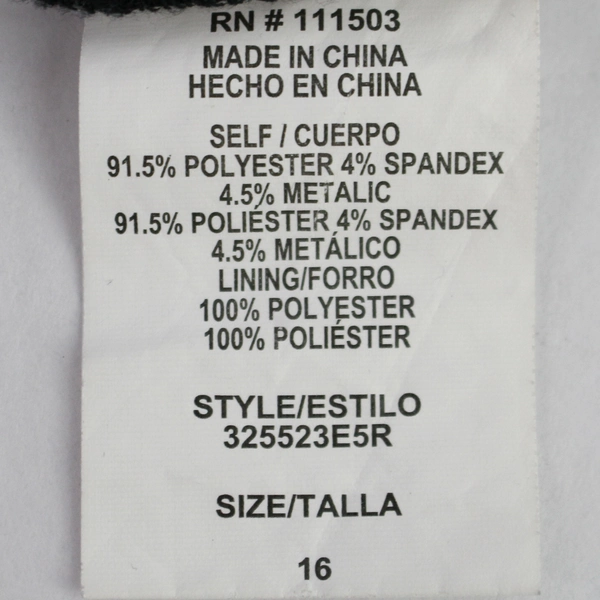 RN # 111503
MADE IN CHINA
HECHO EN CHINA
SELF / CUERPO
91.5% POLYESTER 4% SPANDEX
4.5% METALIC
91.5% POLIÉSTER 4% SPANDEX
4.5% METÁLICO
LINING/FORRO
100% POLYESTER
100% POLIÉSTER
STYLE/ESTILO
325523E5R
SIZE/TALLA
16